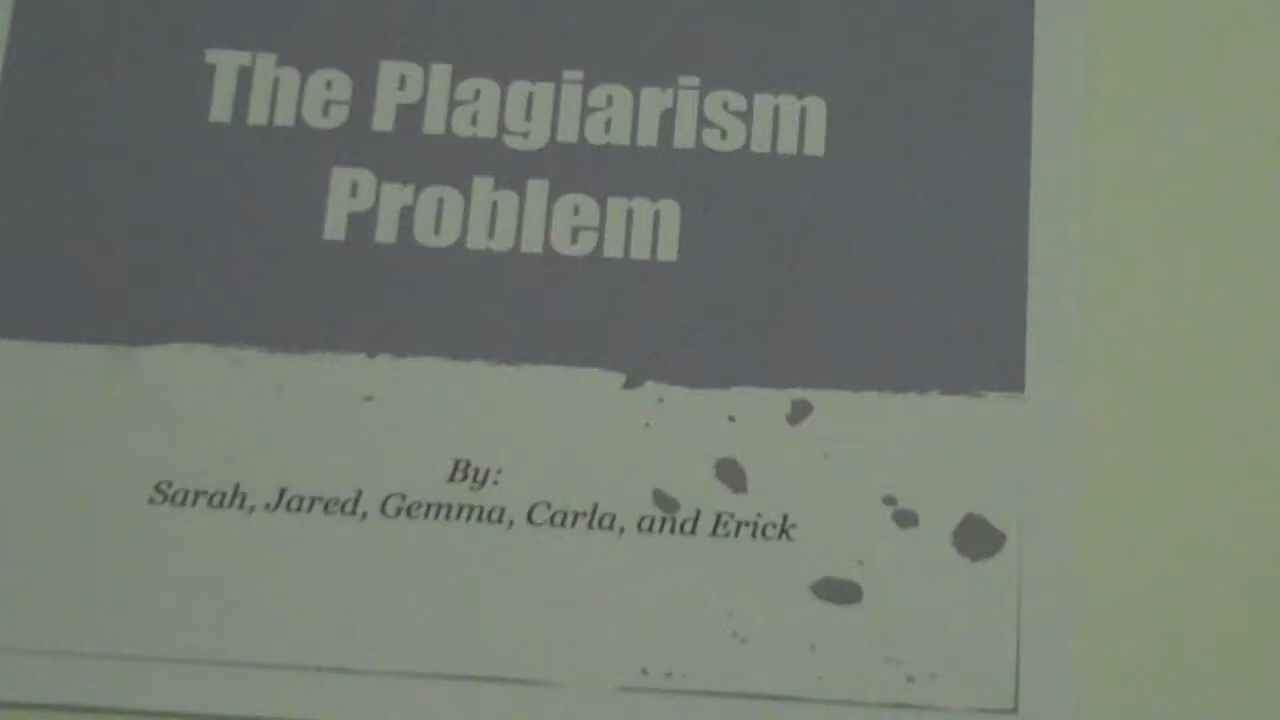 The Plagiarism
Problem
By:
Sarah, Jared, Gemma, Carla, and Erick